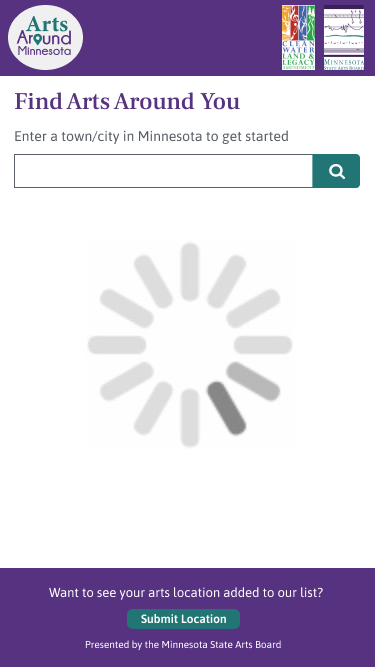 Arts
Around
Minnesota
CLEAN
WATER
LAND &
LEGACY
AMENDMENT
MINNESOTA
STATE ARTS BOARD
Find Arts Around You
Enter a town/city in Minnesota to get started
Want to see your arts location added to our list?
Submit Location
Presented by the Minnesota State Arts Board